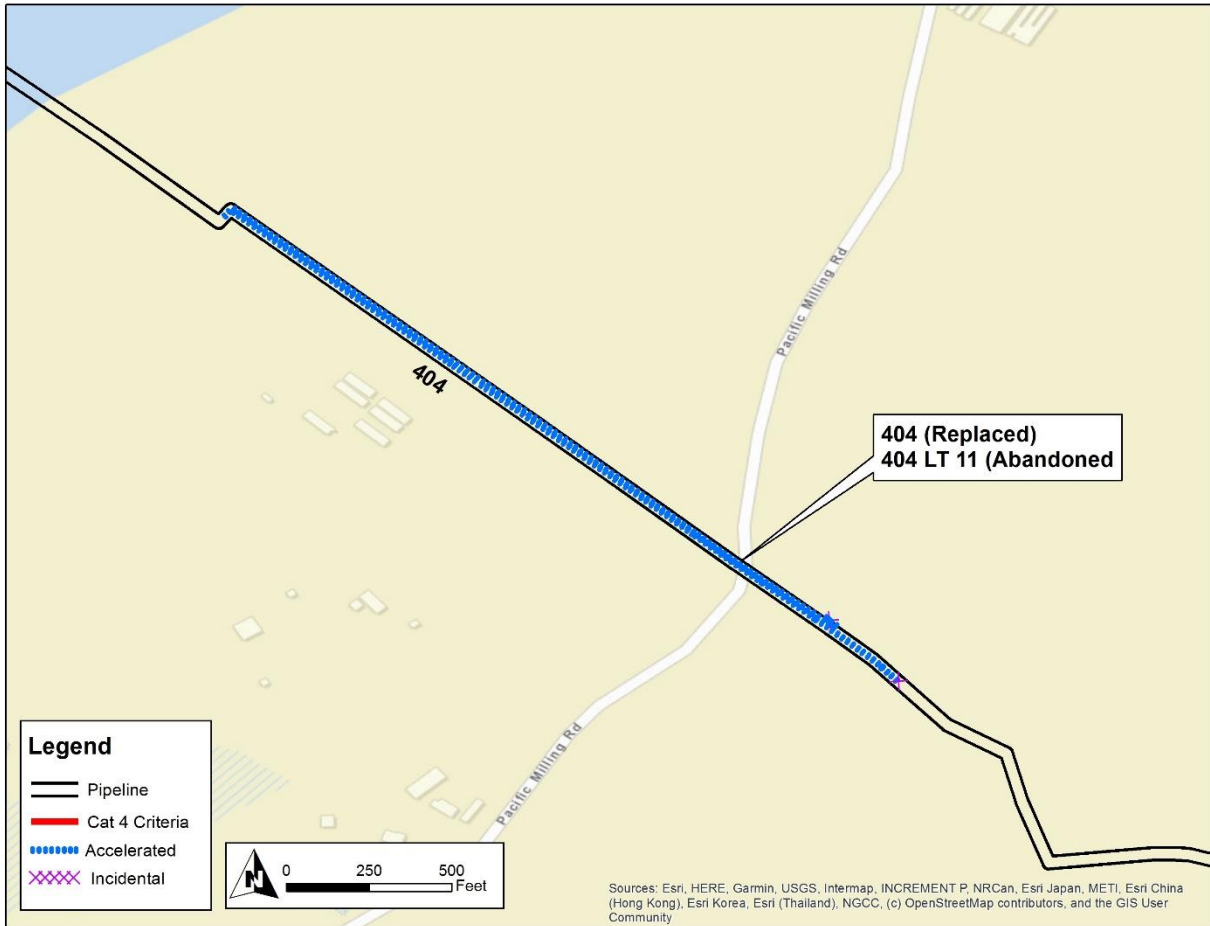 Pacific Milling Rd
404
404 (Replaced)
404 LT 11 (Abandoned
Pacific Milling Rd
Legend
Pipeline
Cat 4 Criteria
Accelerated
Incidental
N
0 250 500
Feet
Sources: Esri, HERE, Garmin, USGS, Intermap, INCREMENT P, NRCan, Esri Japan, METI, Esri China
(Hong Kong), Esri Korea, Esri (Thailand), NGCC, (c) OpenStreetMap contributors, and the GIS User
Community